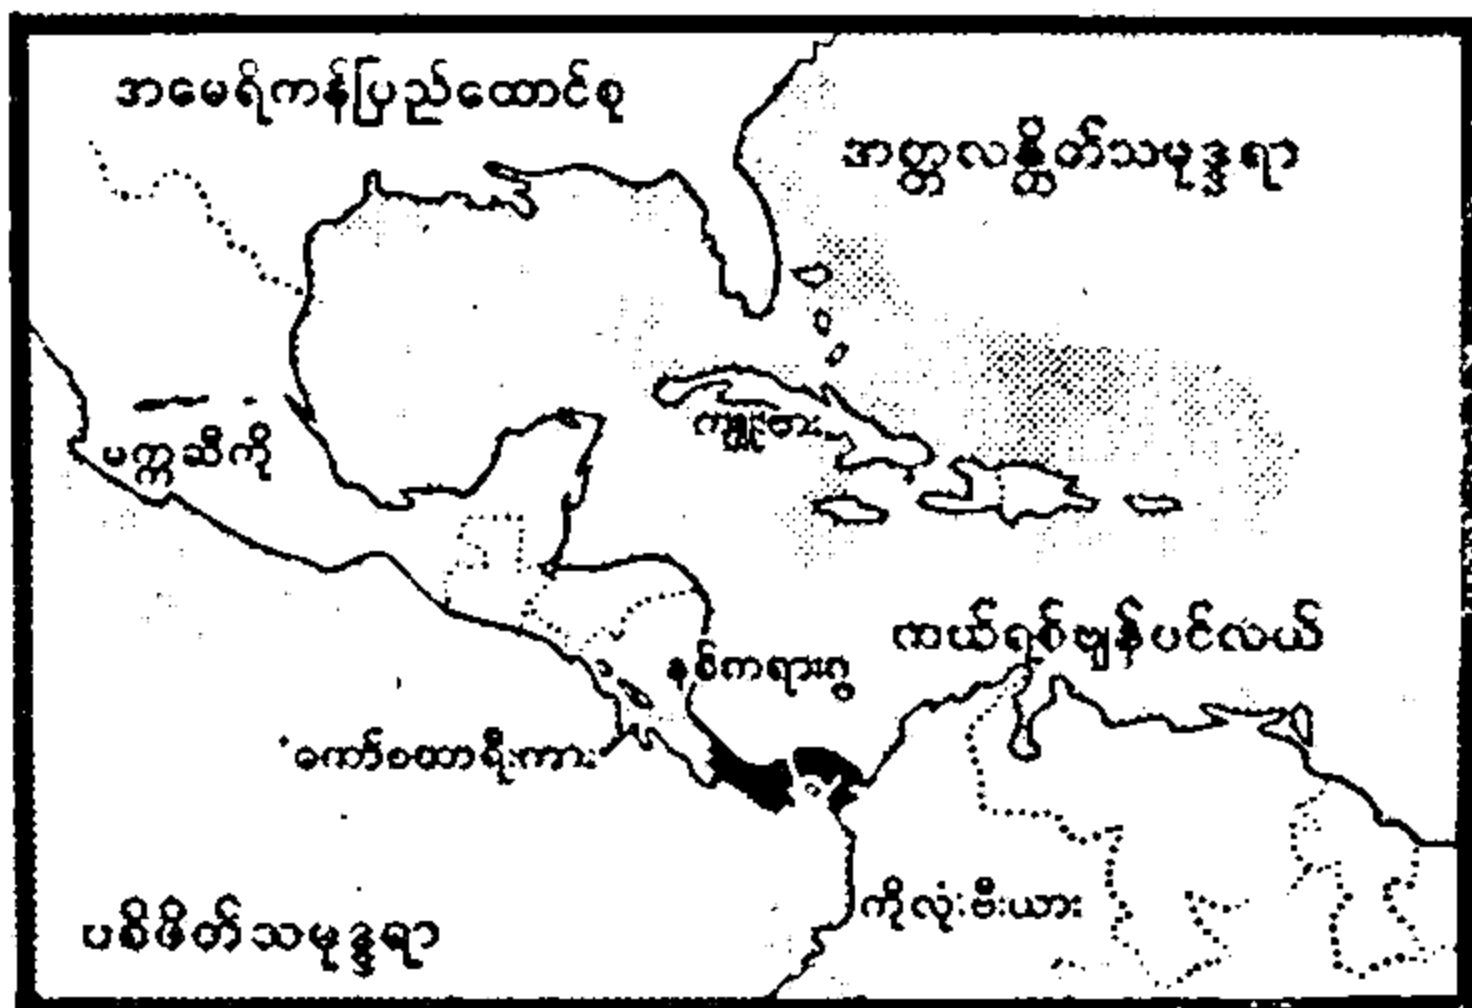 အမေရိကန်ပြည်ထောင်စု
အတ္တလန္တိတ်သမုဒ္ဒရာ
ကျူးဗား
မက္ကဆီကို
ကယ်ရစ်ဗျန်ပင်လယ်
နစ်ကရားဂွ
ကော်စတာရီးကား
ကိုလုံးဗီးယား
ပစိဖိတ်သမုဒ္ဒရာ